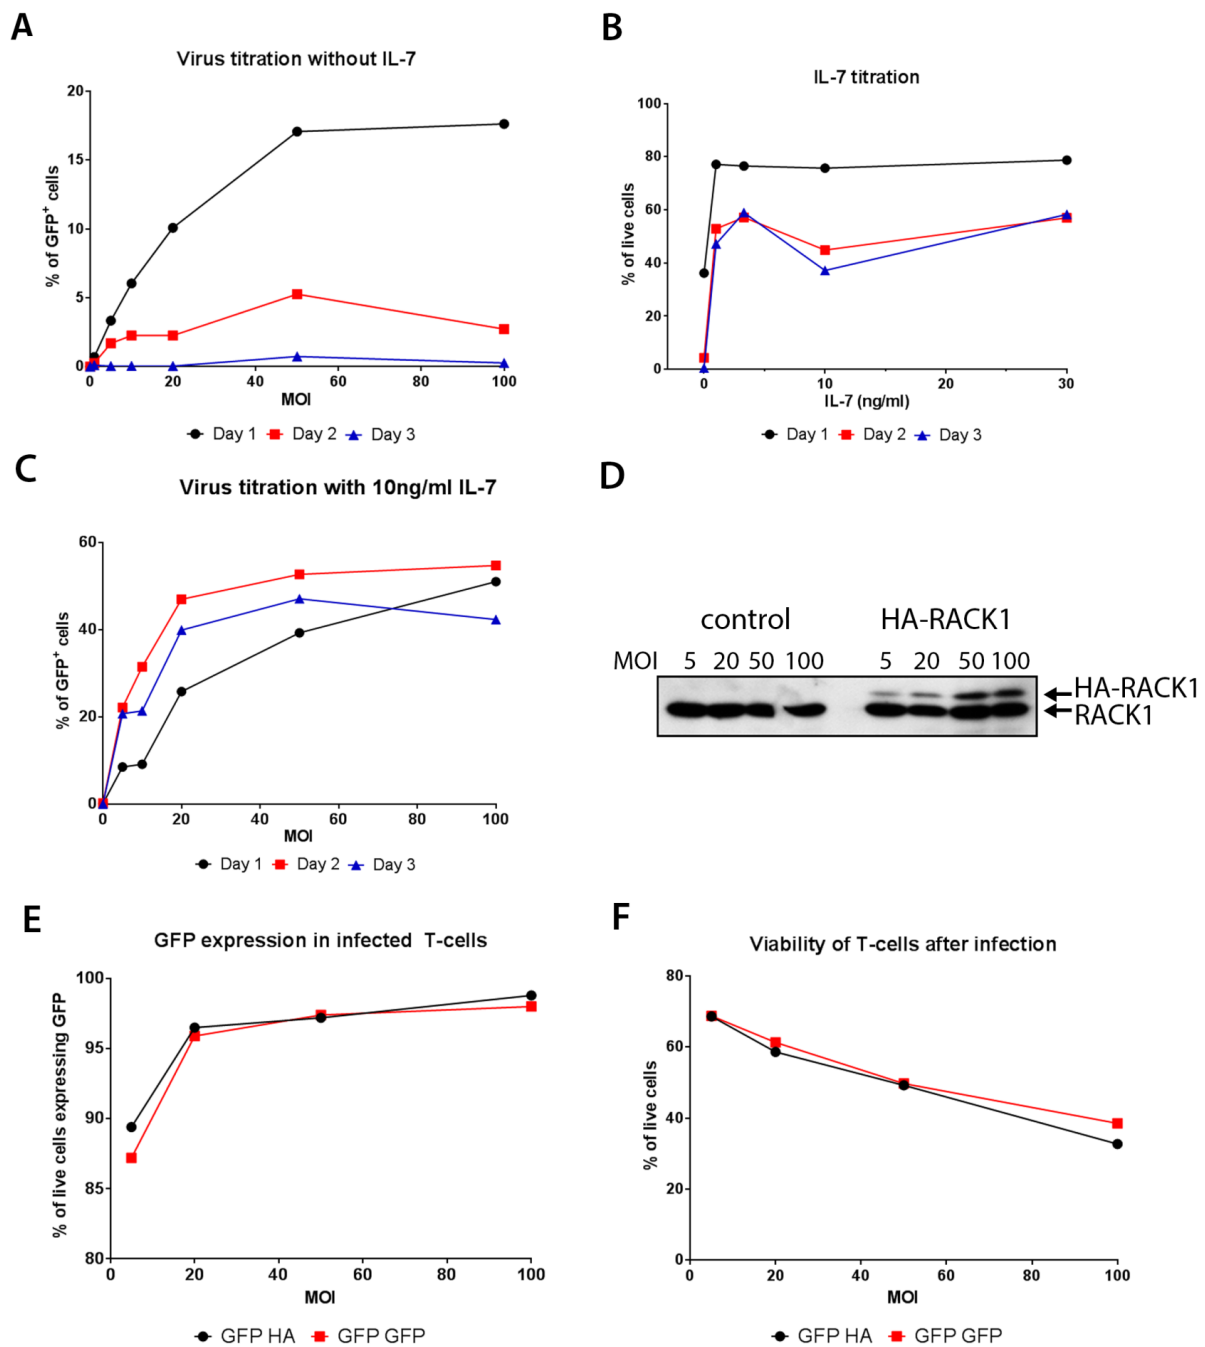 A
Virus titration without IL-7
% of GFP+ cells
20
15
10
5
0
0 20 40 60 80 100
MOI
Day 1 Day 2 Day 3
B
IL-7 titration
% of live cells
100
80
60
40
20
0
0 10 20 30
IL-7 (ng/ml)
Day 1 Day 2 Day 3
C
Virus titration with 10ng/ml IL-7
% of GFP+ cells
60
40
20
0
0 20 40 60 80 100
MOI
Day 1 Day 2 Day 3
D
control HA-RACK1
MOI 5 20 50 100 5 20 50 100
HA-RACK1
RACK1
E
GFP expression in infected T-cells
% of live cells expressing GFP
100
95
90
85
80
0 20 40 60 80 100
MOI
GFP HA GFP GFP
F
Viability of T-cells after infection
% of live cells
80
60
40
20
0
0 20 40 60 80 100
MOI
GFP HA GFP GFP